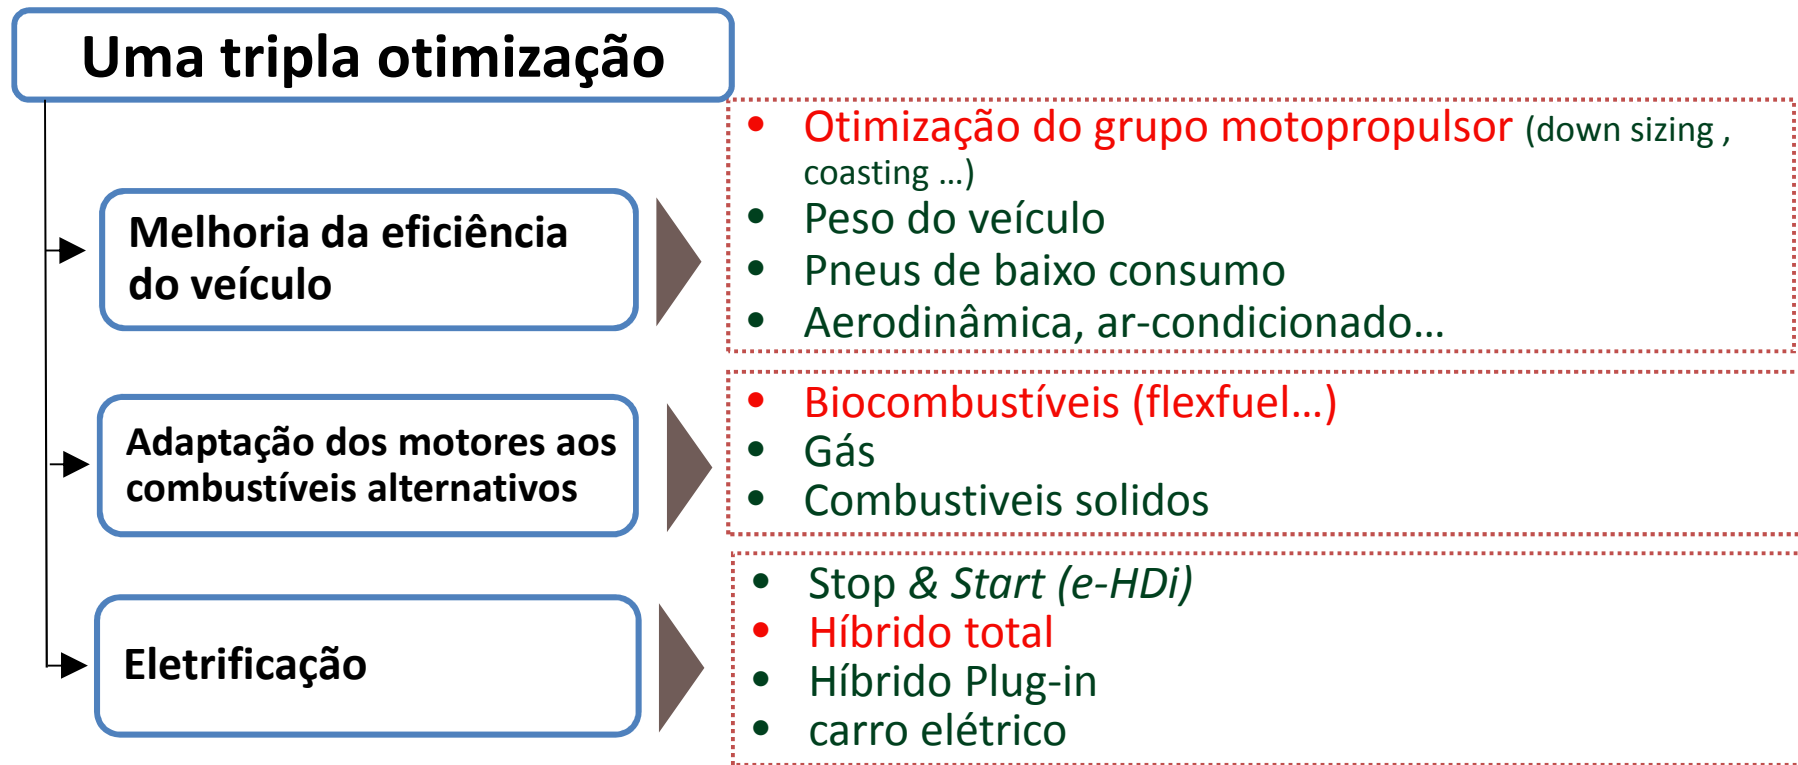 Uma tripla otimização
Melhoria da eficiência
do veículo
• Otimização do grupo motopropulsor (down sizing ,
coasting ...)
• Peso do veículo
• Pneus de baixo consumo
• Aerodinâmica, ar-condicionado...
Adaptação dos motores aos
combustíveis alternativos
• Biocombustíveis (flexfuel...)
• Gás
• Combustiveis solidos
Eletrificação
• Stop & Start (e-HDi)
• Híbrido total
• Híbrido Plug-in
• carro elétrico